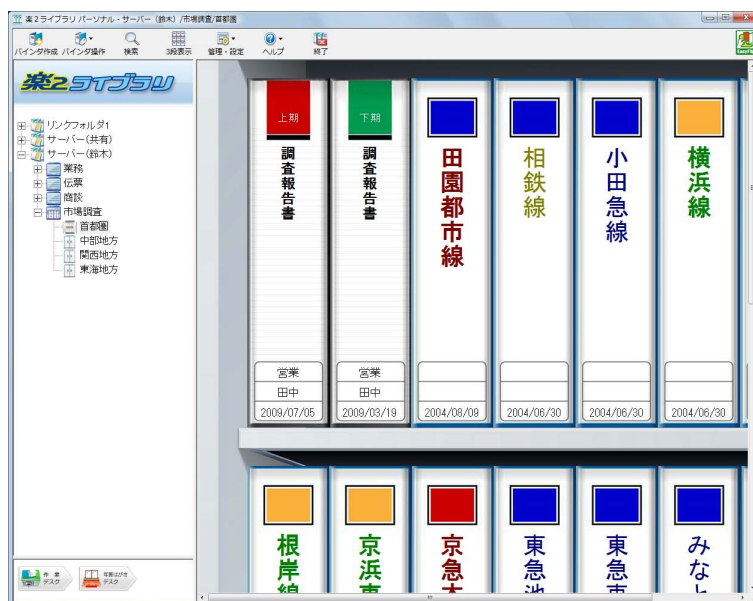 楽2ライブラリ パーソナル - サーバー（鈴木）/市場調査/首都圏
バインダ作成 バインダ操作 検索 3段表示 管理・設定 ヘルプ 終了
楽2ライブラリ
リンクフォルダ1
サーバー(共有)
サーバー(鈴木)
業務
伝票
商談
市場調査
首都圏
中部地方
関西地方
東海地方
上期
調査報告書
営業
田中
2009/07/05
下期
調査報告書
営業
田中
2009/03/19
田園都市線
2004/08/09
相鉄線
2004/06/30
小田急線
2004/06/30
横浜線
2004/06/30
根岸線
京浜東
京急本
東急池
東急東
みなと
作業デスク
年賀はがきデスク